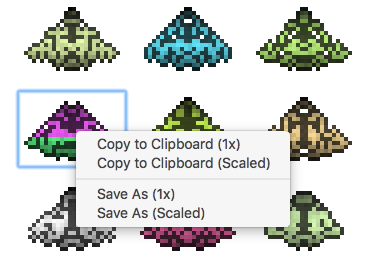 Copy to Clipboard (1x)
Copy to Clipboard (Scaled)
Save As (1x)
Save As (Scaled)